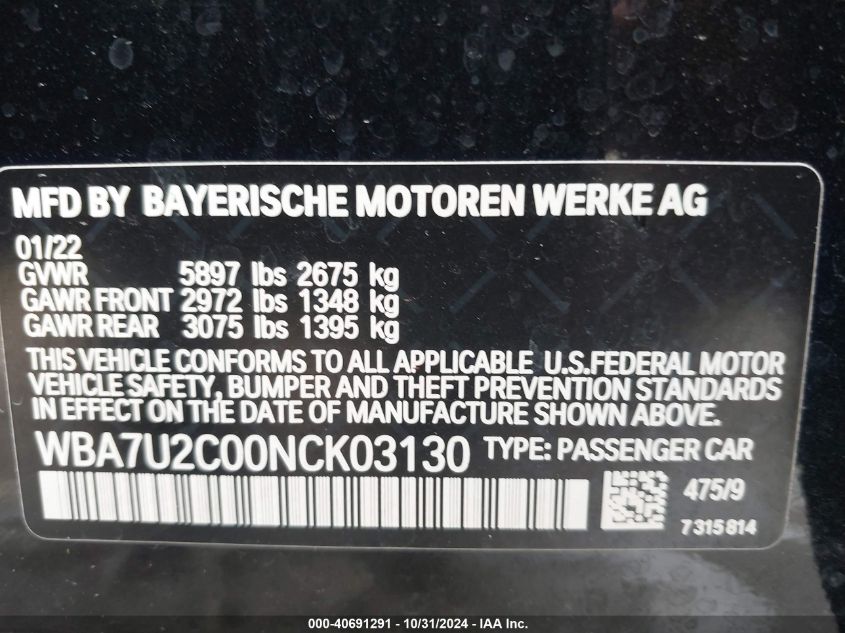 MFD BY BAYERISCHE MOTOREN WERKE AG
01/22
GVWR 5897 lbs 2675 kg
GAWR FRONT 2972 lbs 1348 kg
GAWR REAR 3075 lbs 1395 kg
THIS VEHICLE CONFORMS TO ALL APPLICABLE U.S.FEDERAL MOTOR
VEHICLE SAFETY, BUMPER AND THEFT PREVENTION STANDARDS
IN EFFECT ON THE DATE OF MANUFACTURE SHOWN ABOVE.
WBA7U2C00NCK03130 TYPE: PASSENGER CAR
475/9
7315814
000-40691291 - 10/31/2024 - IAA Inc.